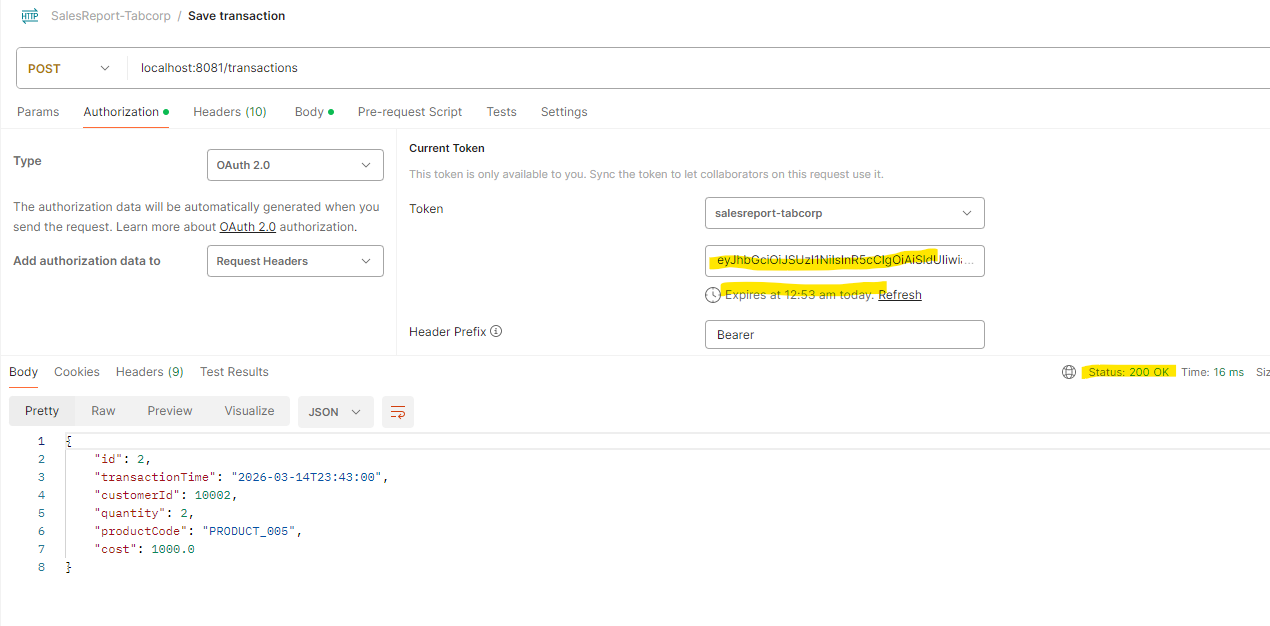 HTTP SalesReport-Tabcorp / Save transaction
POST localhost:8081/transactions
Params Authorization Headers (10) Body Pre-request Script Tests Settings
Type
OAuth 2.0
The authorization data will be automatically generated when you
send the request. Learn more about OAuth 2.0 authorization.
Add authorization data to
Request Headers
Current Token
This token is only available to you. Sync the token to let collaborators on this request use it.
Token
salesreport-tabcorp
Expires at 12:53 am today. Refresh
Header Prefix
Bearer
Body Cookies Headers (9) Test Results
Status: 200 OK Time: 16 ms Siz
Pretty Raw Preview Visualize JSON
1 {
2 "id": 2,
3 "transactionTime": "2026-03-14T23:43:00",
4 "customerId": 10002,
5 "quantity": 2,
6 "productCode": "PRODUCT_005",
7 "cost": 1000.0
8 }